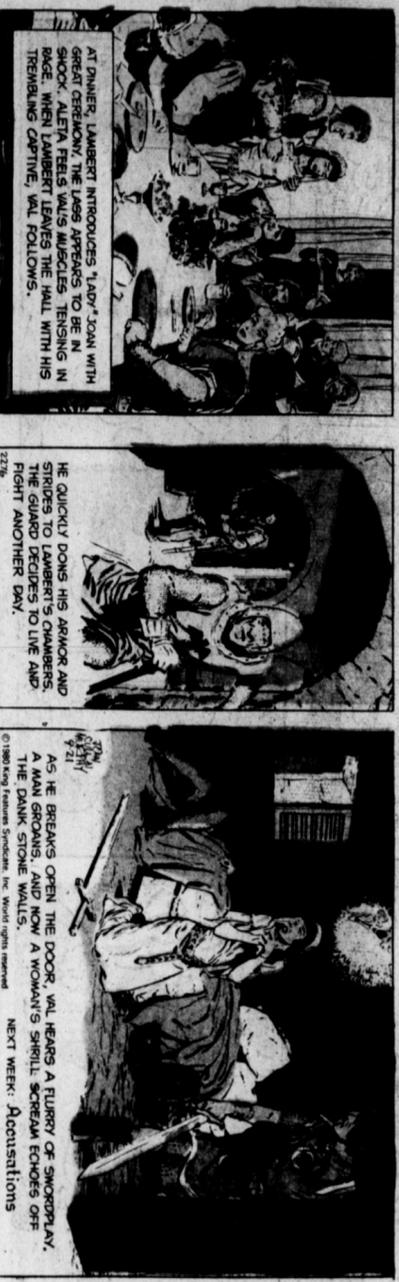 AT DINNER, LAMBERT INTRODUCES "LADY" JOAN WITH
GREAT CEREMONY. THE LASS APPEARS TO BE IN
SHOCK. ALETA FEELS VAL'S MUSCLES TENSING IN
RAGE. WHEN LAMBERT LEAVES THE HALL WITH HIS
TREMBLING CAPTIVE, VAL FOLLOWS.
HE QUICKLY DONS HIS ARMOR AND
STRIDES TO LAMBERT'S CHAMBERS.
THE GUARD DECIDES TO LIVE AND
FIGHT ANOTHER DAY.
2276
9-21
AS HE BREAKS OPEN THE DOOR, VAL HEARS A FLURRY OF SWORDPLAY.
A MAN GROANS. AND NOW A WOMAN'S SHRILL SCREAM ECHOES OFF
THE DANK STONE WALLS.
NEXT WEEK: Accusations
©1980 King Features Syndicate, Inc. World rights reserved